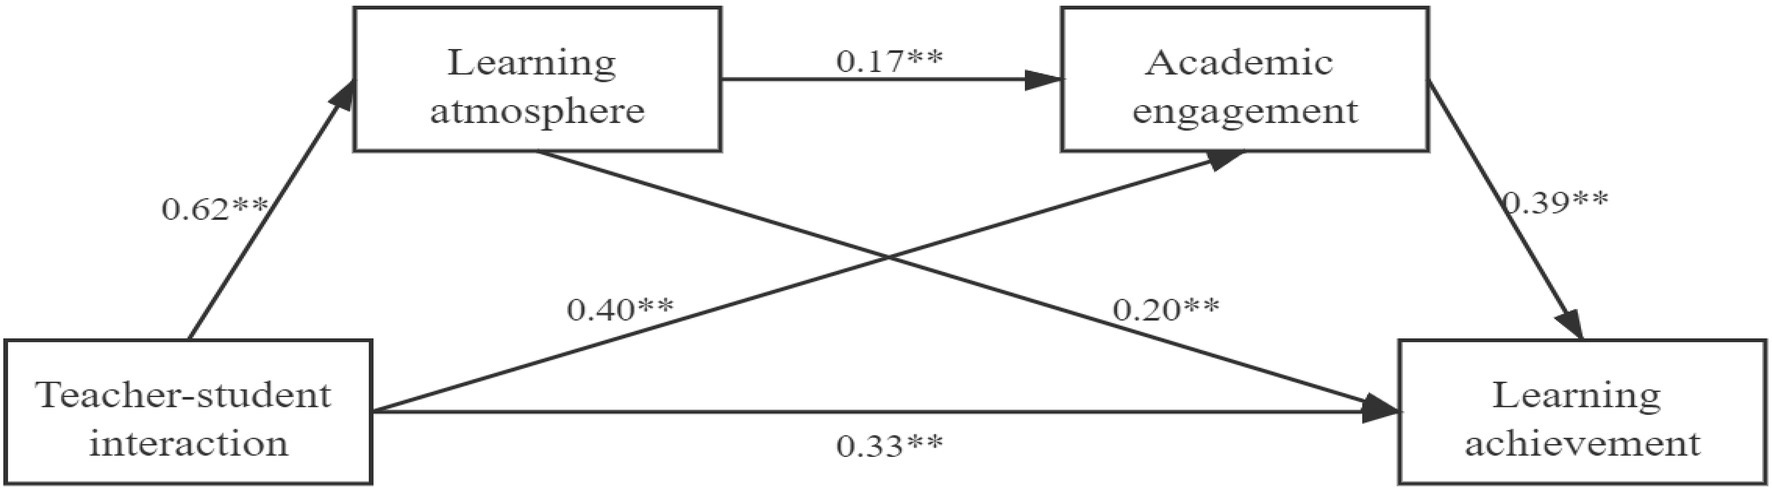 Learning
atmosphere
0.17**
Academic
engagement
0.62**
0.39**
0.40**
0.20**
Teacher-student
interaction
0.33**
Learning
achievement